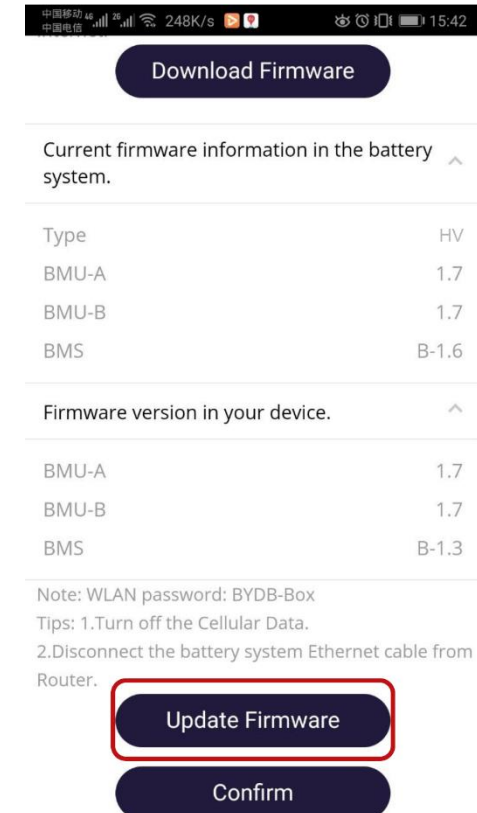 中国移动 46 26 248K/s 15:42
中国电信
Download Firmware
Current firmware information in the battery
system.
Type HV
BMU-A 1.7
BMU-B 1.7
BMS B-1.6
Firmware version in your device.
BMU-A 1.7
BMU-B 1.7
BMS B-1.3
Note: WLAN password: BYDB-Box
Tips: 1.Turn off the Cellular Data.
2.Disconnect the battery system Ethernet cable from
Router.
Update Firmware
Confirm